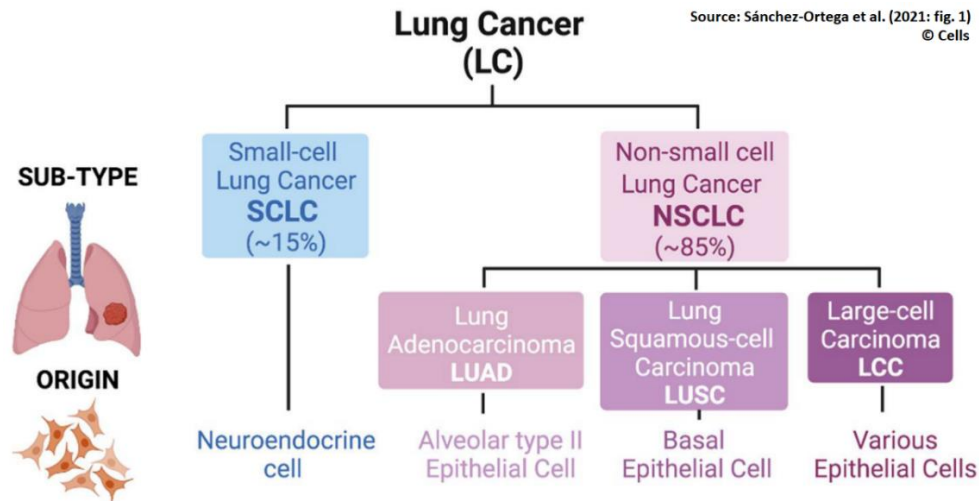 Source: Sánchez-Ortega et al. (2021: fig. 1)
© Cells
Lung Cancer
(LC)
SUB-TYPE
Small-cell
Lung Cancer
SCLC
(~15%)
Non-small cell
Lung Cancer
NSCLC
(~85%)
Lung
Adenocarcinoma
LUAD
Lung
Squamous-cell
Carcinoma
LUSC
Large-cell
Carcinoma
LCC
ORIGIN
Neuroendocrine
cell
Alveolar type II
Epithelial Cell
Basal
Epithelial Cell
Various
Epithelial Cells